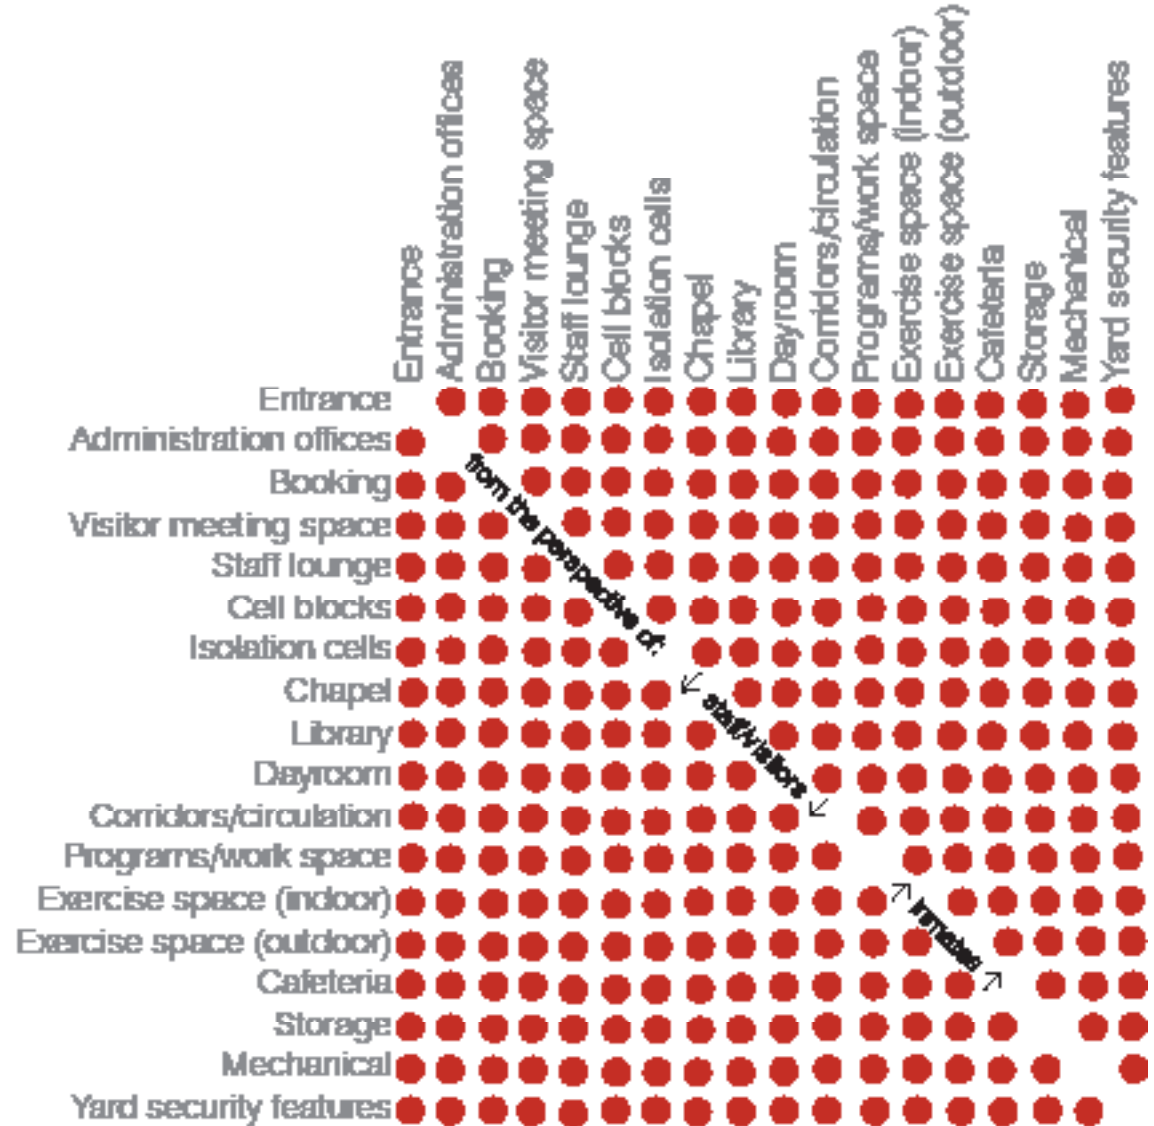 Entrance
Administration offices
Booking
Visitor meeting space
Staff lounge
Cell blocks
Isolation cells
Chapel
Library
Dayroom
Corridors/circulation
Programs/work space
Exercise space (indoor)
Exercise space (outdoor)
Cafeteria
Storage
Mechanical
Yard security features
Entrance
Administration offices
Booking
Visitor meeting space
Staff lounge
Cell blocks
Isolation cells
Chapel
Library
Dayroom
Corridors/circulation
Programs/work space
Exercise space (indoor)
Exercise space (outdoor)
Cafeteria
Storage
Mechanical
Yard security features
from the perspective of:
staff/visitors
inmates